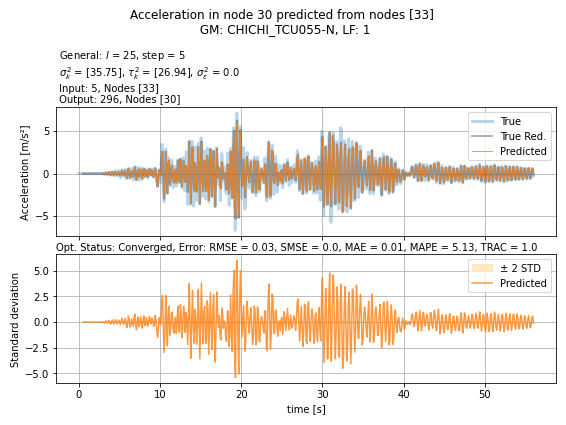 Acceleration in node 30 predicted from nodes [33]
GM: CHICHI_TCU055-N, LF: 1
General: l = 25, step = 5
σ²ₖ = [35.75], τ²ₖ = [26.94], σ²ε = 0.0
Input: 5, Nodes [33]
Output: 296, Nodes [30]
Acceleration [m/s²]
5
0
−5
True
True Red.
Predicted
Opt. Status: Converged, Error: RMSE = 0.03, SMSE = 0.0, MAE = 0.01, MAPE = 5.13, TRAC = 1.0
Standard deviation
5.0
2.5
0.0
−2.5
−5.0
± 2 STD
Predicted
0 10 20 30 40 50
time [s]